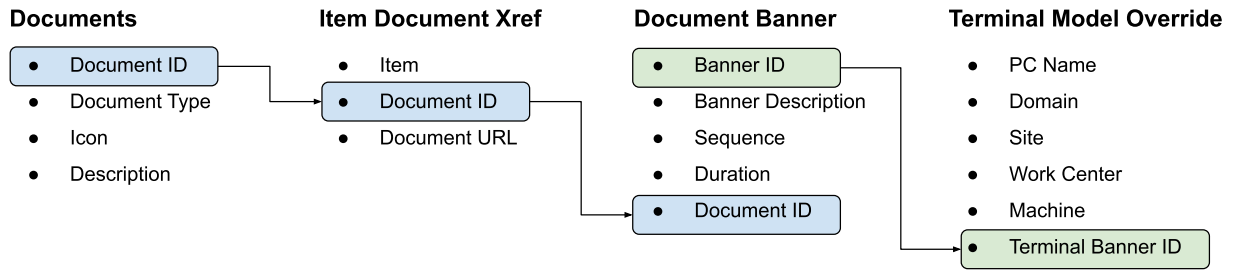 Documents
● Document ID
● Document Type
● Icon
● Description
Item Document Xref
● Item
● Document ID
● Document URL
Document Banner
● Banner ID
● Banner Description
● Sequence
● Duration
● Document ID
Terminal Model Override
● PC Name
● Domain
● Site
● Work Center
● Machine
● Terminal Banner ID